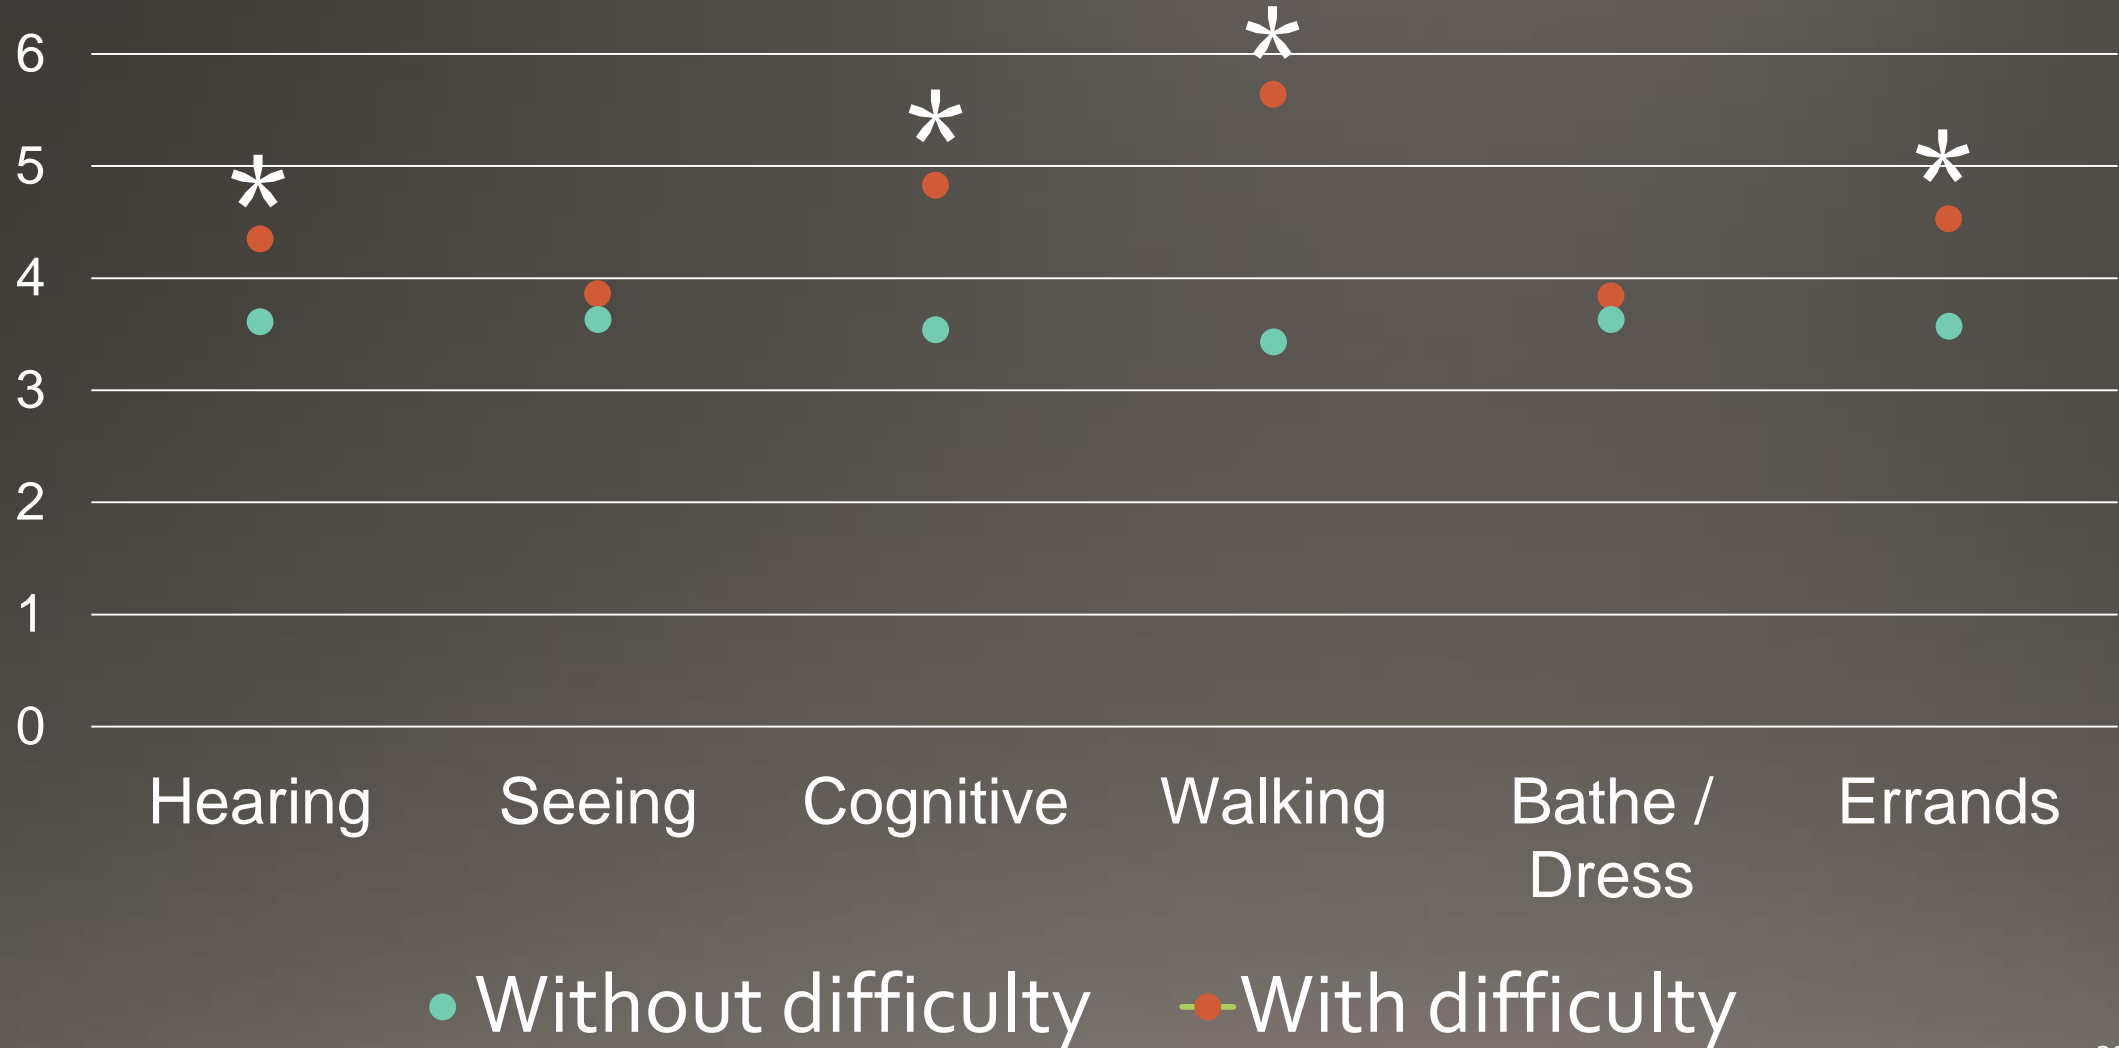 6
*
*
5
*
*
4
3
2
1
0
Hearing
Seeing
Cognitive
Walking
Bathe /
Dress
Errands
Without difficulty
With difficulty